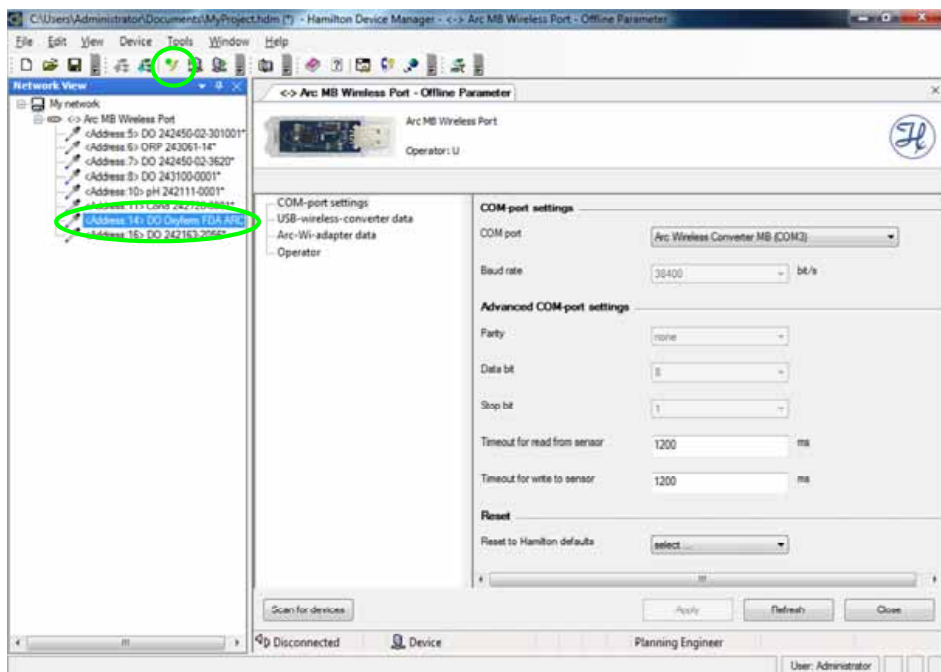 C:\Users\Administrator\Documents\MyProject.hdm (*) - Hamilton Device Manager - <-> Arc MB Wireless Port - Offline Parameter
File Edit View Device Tools Window Help
Network View
My network
<-> Arc MB Wireless Port
<Address:5> DO 242450-02-301001*
<Address:6> ORP 243061-14*
<Address:7> DO 242450-02-3620*
<Address:8> DO 243100-0001*
<Address:10> pH 242111-0001*
<Address:11> Cond
<Address:14> DO Oxyferm FDA ARC
<Address:16> DO 242163-2056*
<-> Arc MB Wireless Port - Offline Parameter
Arc MB Wireless Port
Operator: U
COM-port settings
USB-wireless-converter data
Arc-Wi-adapter data
Operator
COM-port settings
COM port
Arc Wireless Converter MB (COM3)
Baud rate
38400
bit/s
Advanced COM-port settings
Parity
none
Data bit
8
Stop bit
1
Timeout for read from sensor
1200
ms
Timeout for write to sensor
1200
ms
Reset
Reset to Hamilton defaults
select ...
Scan for devices
Apply
Refresh
Close
Disconnected
Device
Planning Engineer
User: Administrator